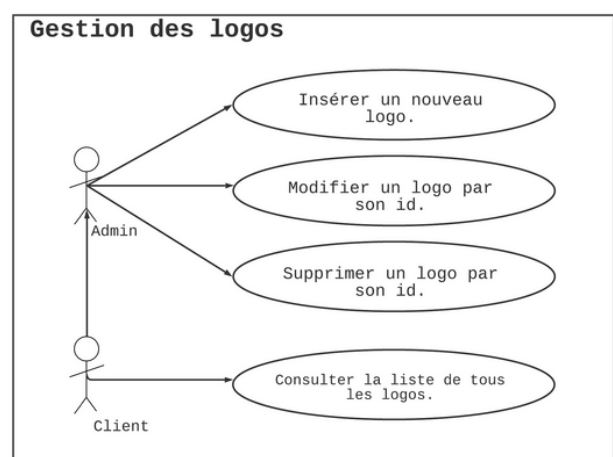 Gestion des logos
Insérer un nouveau
logo.
Modifier un logo par
son id.
Admin
Supprimer un logo par
son id.
Consulter la liste de tous
les logos.
Client